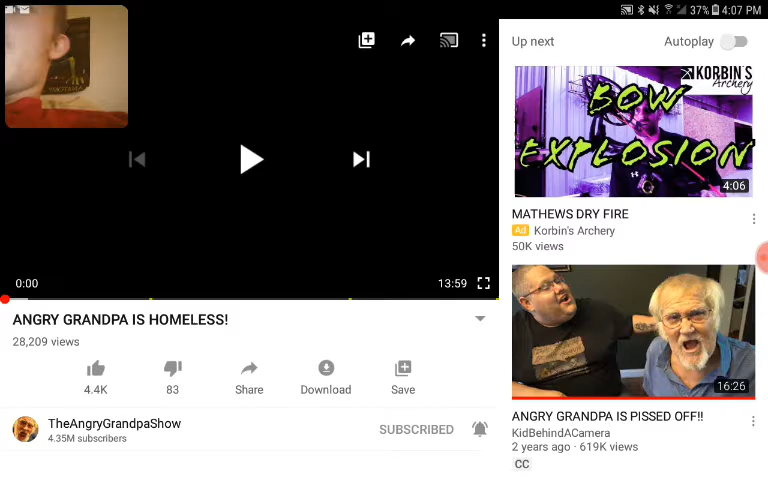 37% 4:07 PM
Up next
Autoplay
KORBIN'S
Archery
BOW
EXPLOSION
4:06
MATHEWS DRY FIRE
Ad Korbin's Archery
50K views
0:00
13:59
ANGRY GRANDPA IS HOMELESS!
28,209 views
4.4K
83
Share
Download
Save
TheAngryGrandpaShow
4.35M subscribers
SUBSCRIBED
16:26
ANGRY GRANDPA IS PISSED OFF!!
KidBehindACamera
2 years ago · 619K views
CC